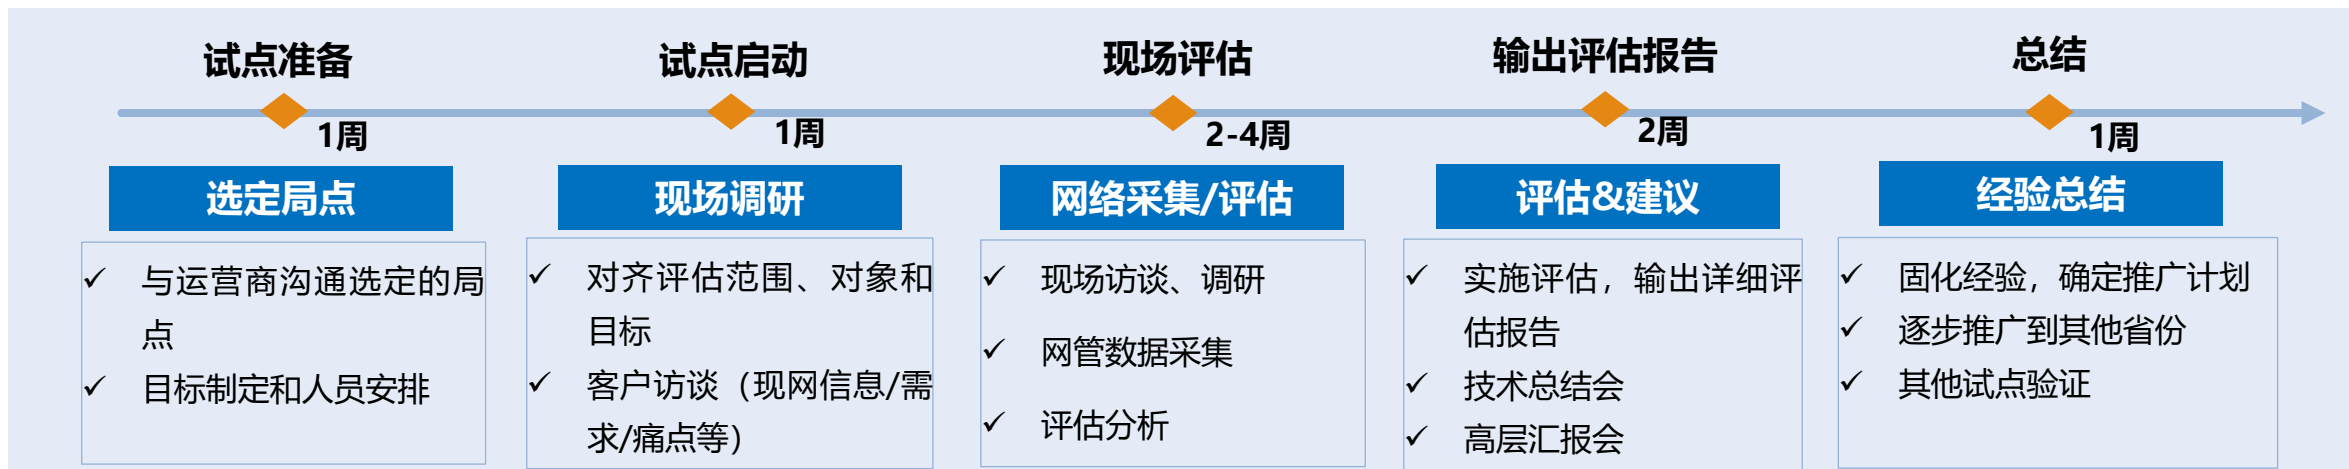 试点准备
试点启动
现场评估
输出评估报告
总结
1周
1周
2-4周
2周
1周
选定局点
现场调研
网络采集/评估
评估&建议
经验总结
✓ 与运营商沟通选定的局
点
✓ 目标制定和人员安排
✓ 对齐评估范围、对象和
目标
✓ 客户访谈（现网信息/需
求/痛点等）
✓ 现场访谈、调研
✓ 网管数据采集
✓ 评估分析
✓ 实施评估，输出详细评
估报告
✓ 技术总结会
✓ 高层汇报会
✓ 固化经验，确定推广计划
✓ 逐步推广到其他省份
✓ 其他试点验证